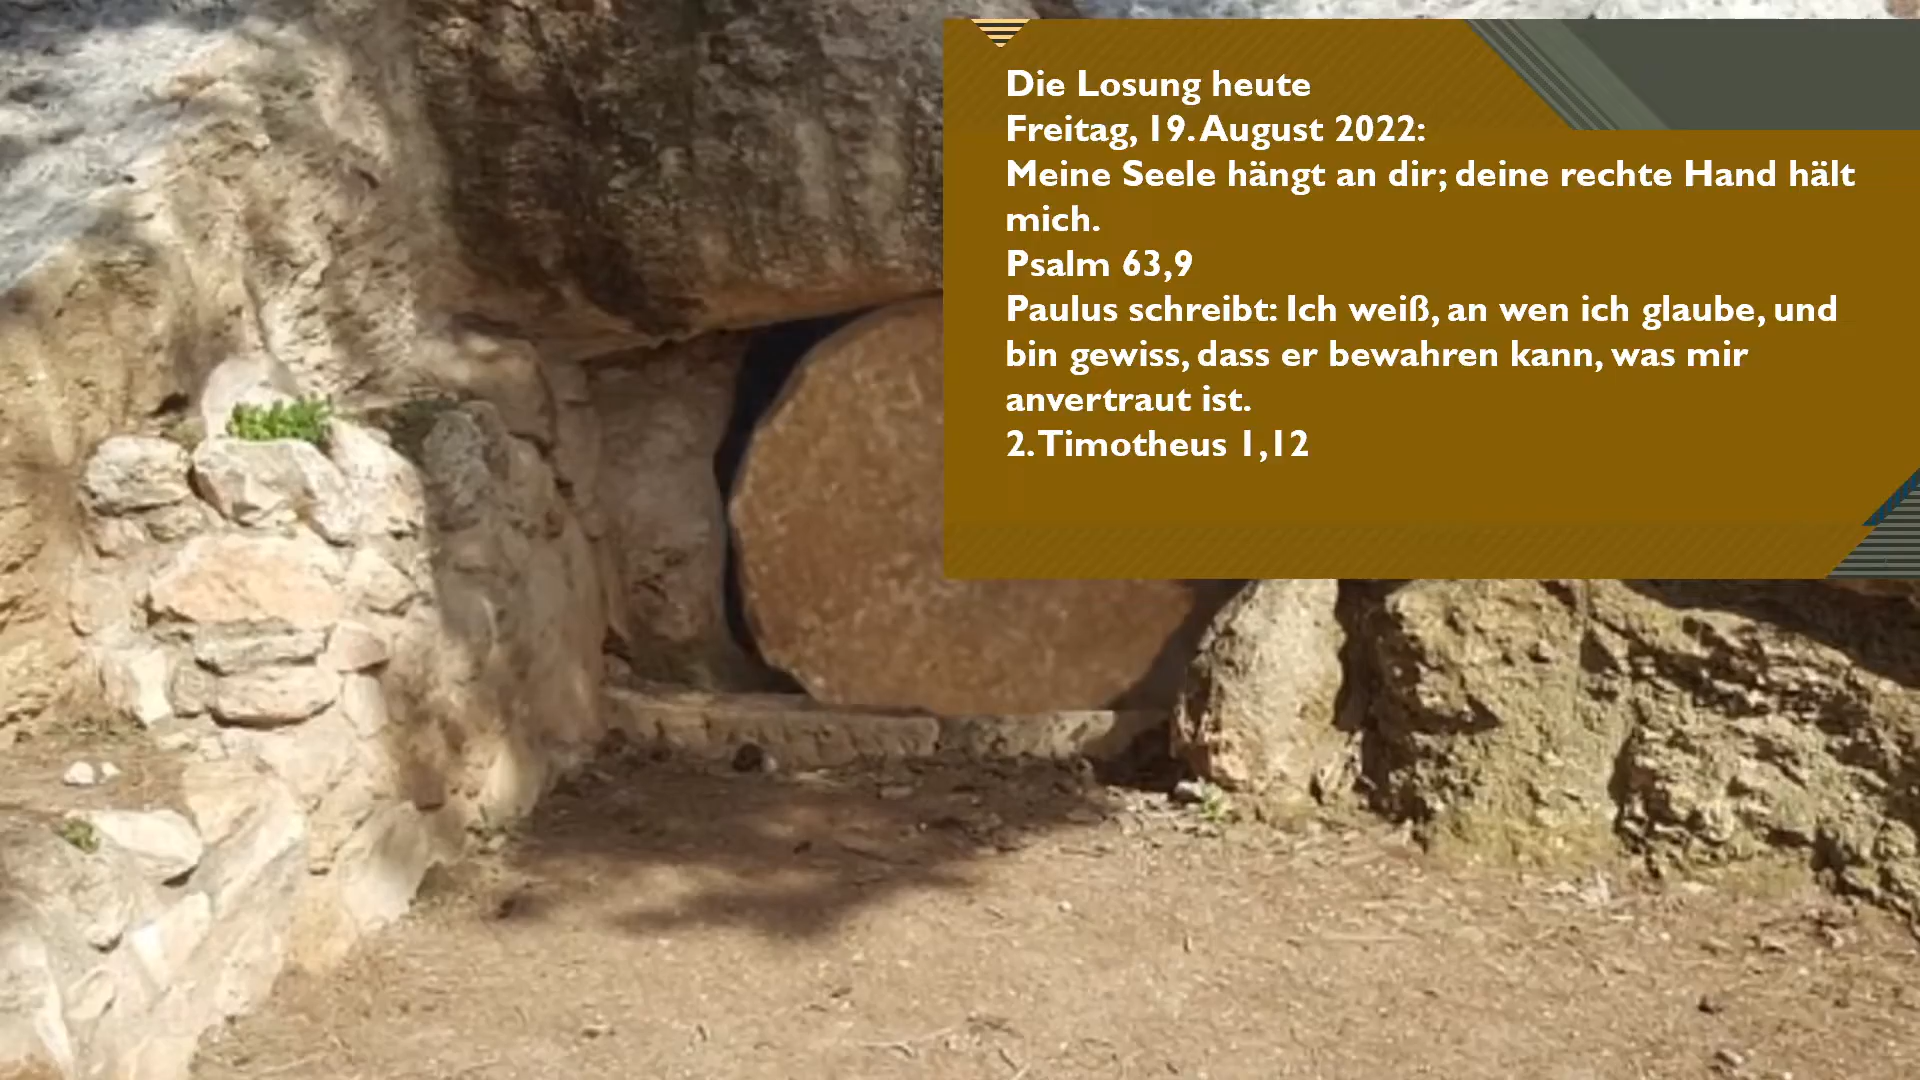 Die Losung heute
Freitag, 19. August 2022:
Meine Seele hängt an dir; deine rechte Hand hält
mich.
Psalm 63,9
Paulus schreibt: Ich weiß, an wen ich glaube, und
bin gewiss, dass er bewahren kann, was mir
anvertraut ist.
2. Timotheus 1,12